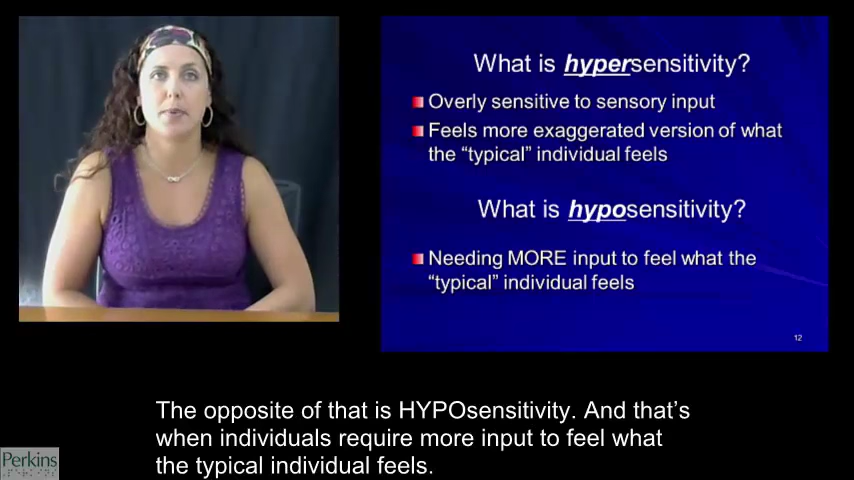 What is hypersensitivity?
Overly sensitive to sensory input
Feels more exaggerated version of what
the “typical” individual feels
What is hyposensitivity?
Needing MORE input to feel what the
“typical” individual feels
12
The opposite of that is HYPOsensitivity. And that’s
when individuals require more input to feel what
the typical individual feels.
Perkins